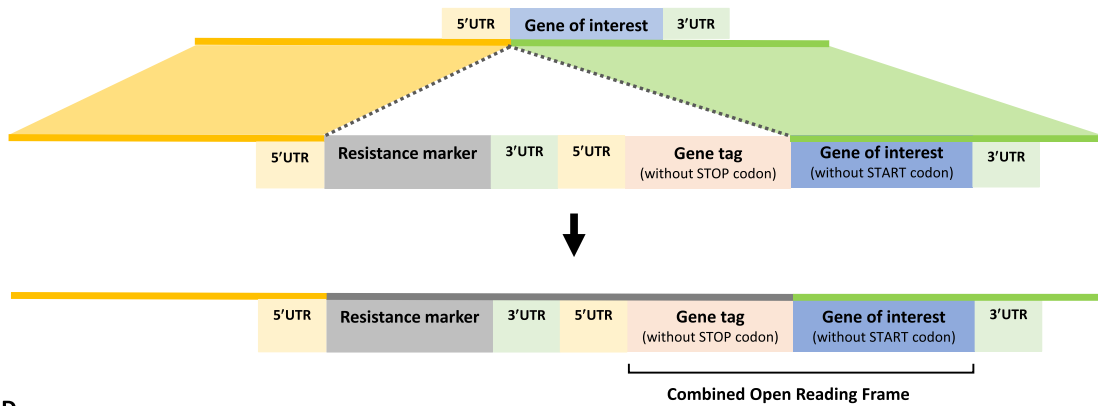 5’UTR Gene of interest 3’UTR
5’UTR Resistance marker 3’UTR 5’UTR Gene tag Gene of interest 3’UTR
(without STOP codon) (without START codon)
5’UTR Resistance marker 3’UTR 5’UTR Gene tag Gene of interest 3’UTR
(without STOP codon) (without START codon)
Combined Open Reading Frame